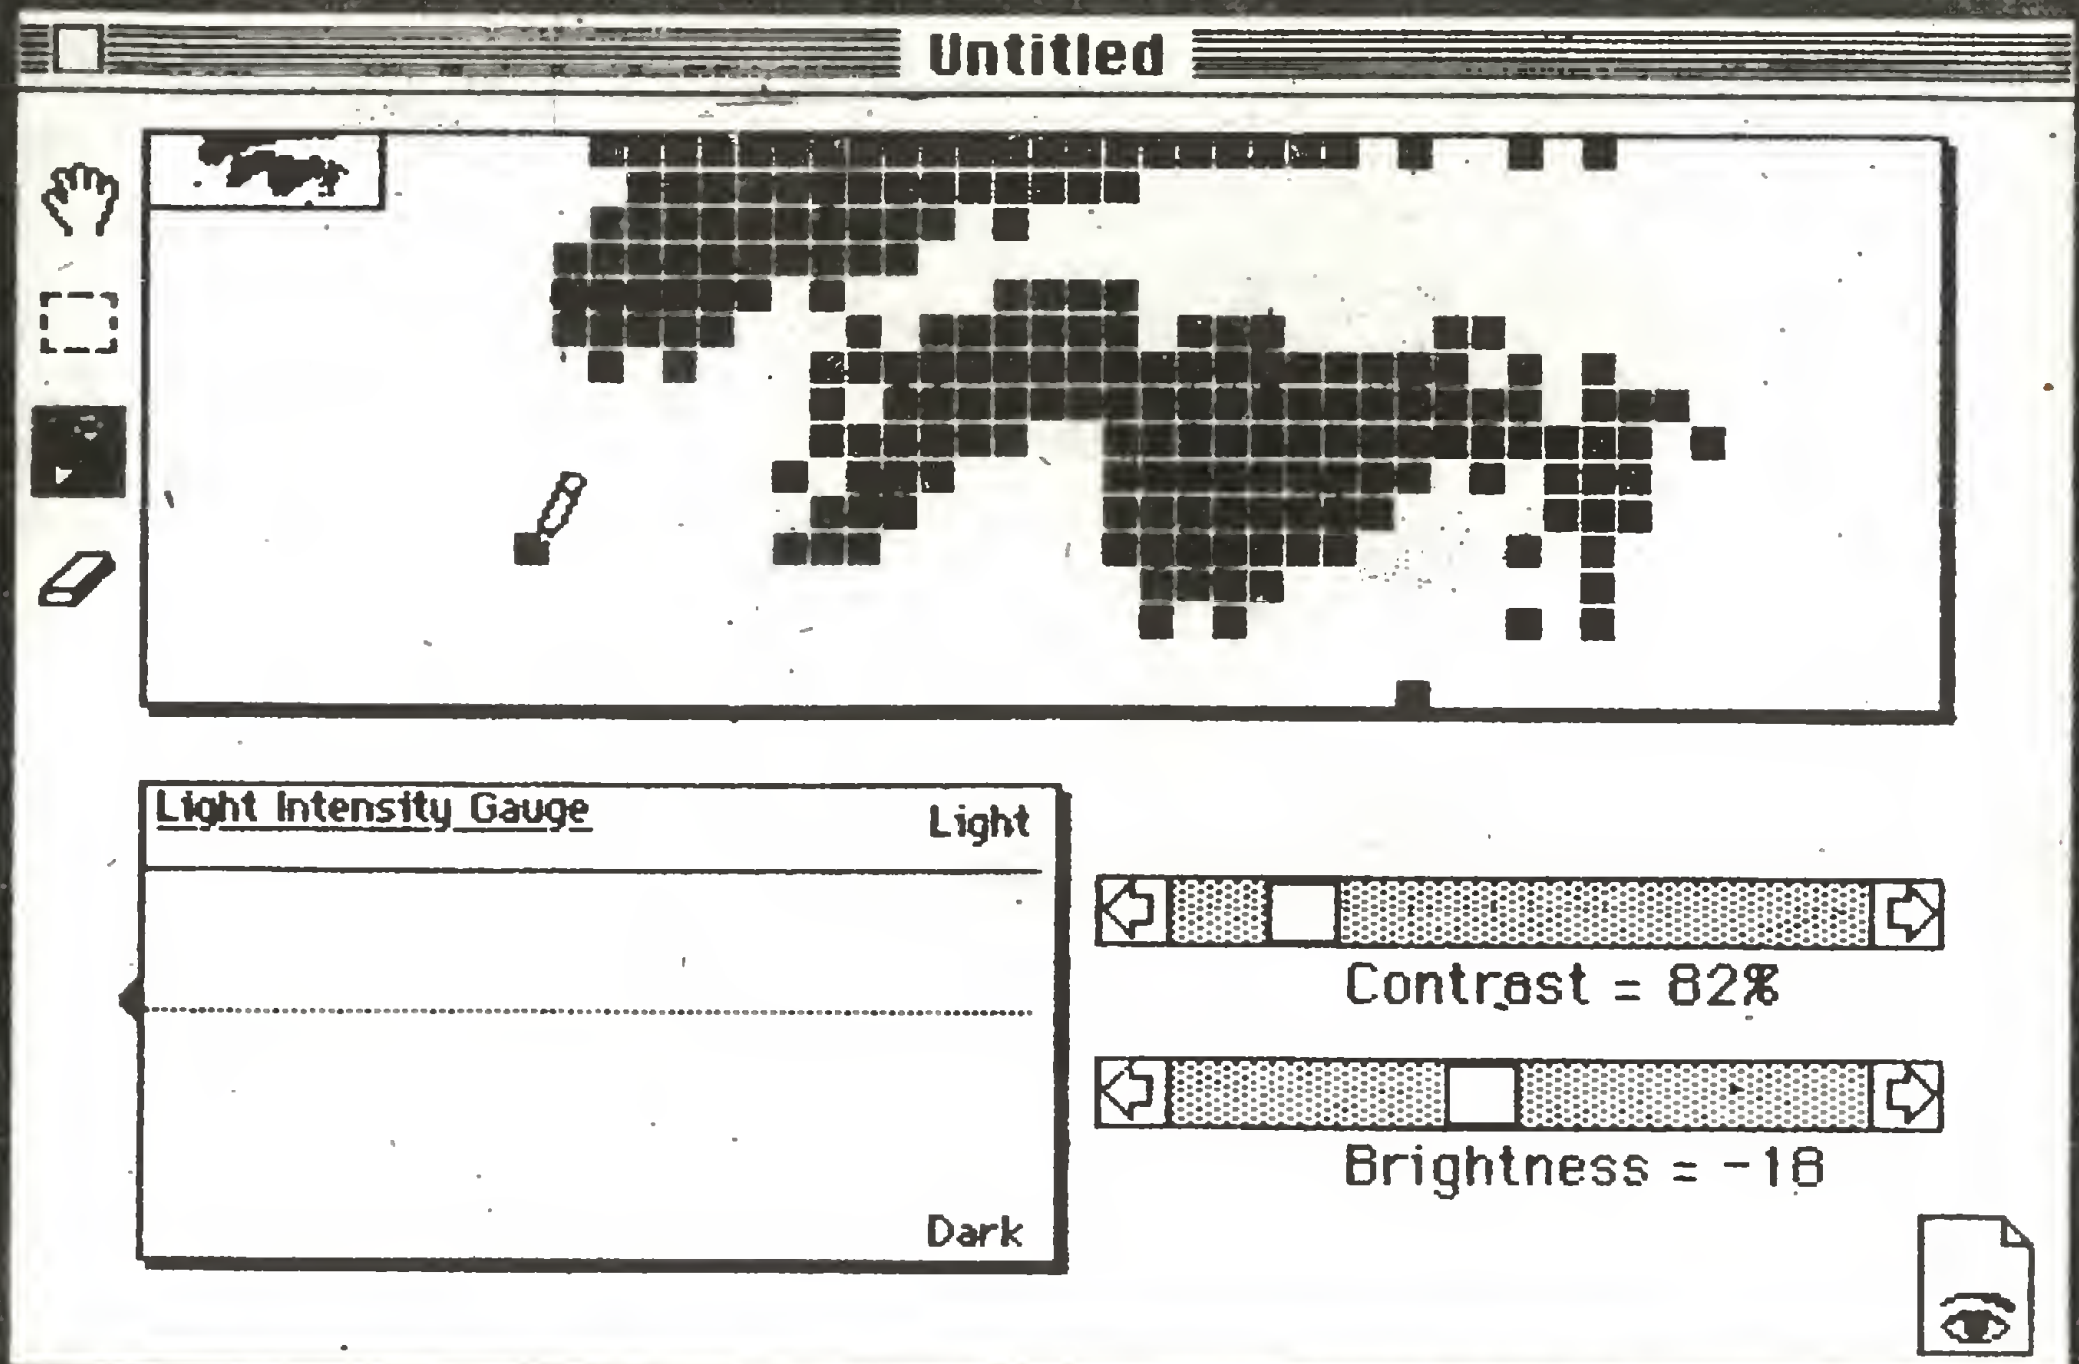 Untitled
Light Intensity Gauge
Light
Contrast = 82%
Brightness = -18
Dark